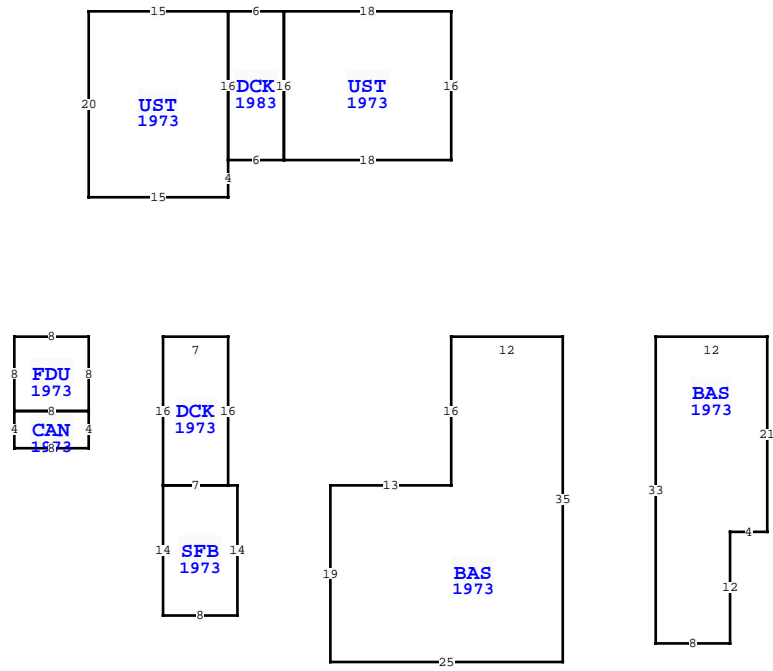 15 6 18
20 UST 1973 16 DCK 1983 16 UST 1973 16
6 18
4
15
8 7 12 12
8 FDU 1973 8
16 DCK 1973 16
16
BAS 1973
8
4 CAN 1973 4
8
21
7 13
33
35
14 SFB 1973 14
4
19 BAS 1973
12
8
8
25